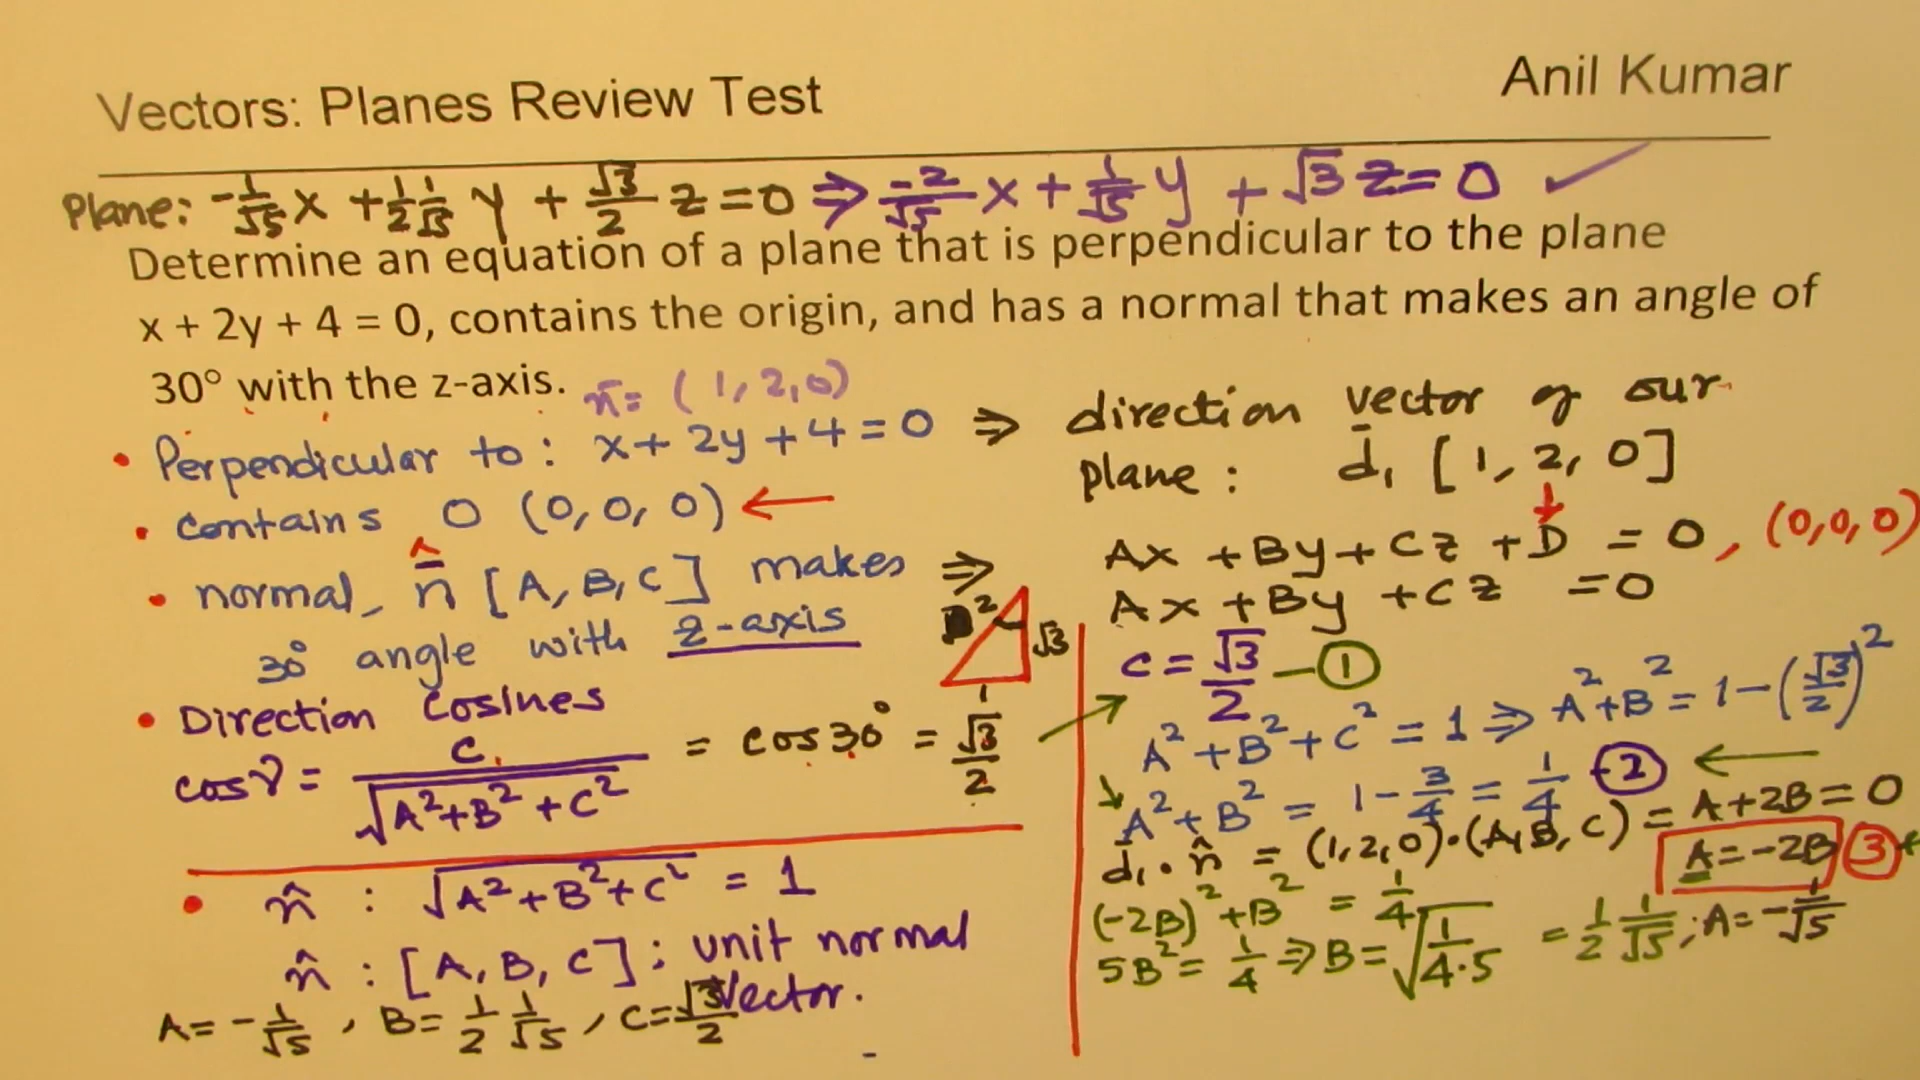 Vectors: Planes Review Test
Anil Kumar
Plane: -1/√5 x + 1/2 1/√5 y + √3/2 z = 0 ⇒ -2/√5 x + 1/√5 y + √3 z = 0 ✓
Determine an equation of a plane that is perpendicular to the plane
x + 2y + 4 = 0, contains the origin, and has a normal that makes an angle of
30° with the z-axis.
n̄ = (1, 2, 0)
• Perpendicular to: x + 2y + 4 = 0 ⇒
• contains O (0, 0, 0) ←
• normal, n̂ [A, B, C] makes ⇒
30° angle with z-axis
• Direction Cosines
cosγ = C / √(A² + B² + C²) = cos 30° = √3/2
2 √3 1
• n̂ : √(A² + B² + C²) = 1
n̂ : [A, B, C] : unit normal
vector.
A = -1/√5 , B = 1/2 1/√5 , C = √3/2
direction vector of our
plane : d₁ [1, 2, 0]
Ax + By + Cz + D = 0, (0, 0, 0)
Ax + By + Cz = 0
C = √3/2 — ①
A² + B² + C² = 1 ⇒ A² + B² = 1 - (√3/2)²
A² + B² = 1 - 3/4 = 1/4 - ② ←
d₁ · n̂ = (1, 2, 0) · (A, B, C) = A + 2B = 0
A = -2B ③
(-2B)² + B² = 1/4
5B² = 1/4 ⇒ B = √(1/(4·5)) = 1/2 1/√5 ; A = -1/√5